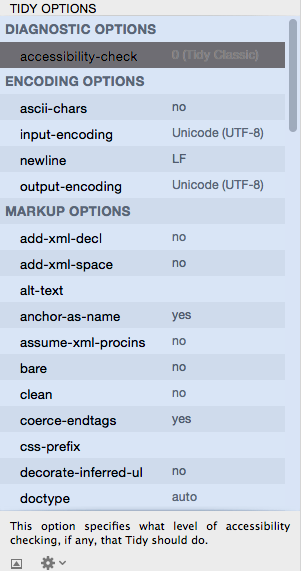 TIDY OPTIONS
DIAGNOSTIC OPTIONS
accessibility-check 0 (Tidy Classic)
ENCODING OPTIONS
ascii-chars no
input-encoding Unicode (UTF-8)
newline LF
output-encoding Unicode (UTF-8)
MARKUP OPTIONS
add-xml-decl no
add-xml-space no
alt-text
anchor-as-name yes
assume-xml-procins no
bare no
clean no
coerce-endtags yes
css-prefix
decorate-inferred-ul no
doctype auto
This option specifies what level of accessibility
checking, if any, that Tidy should do.